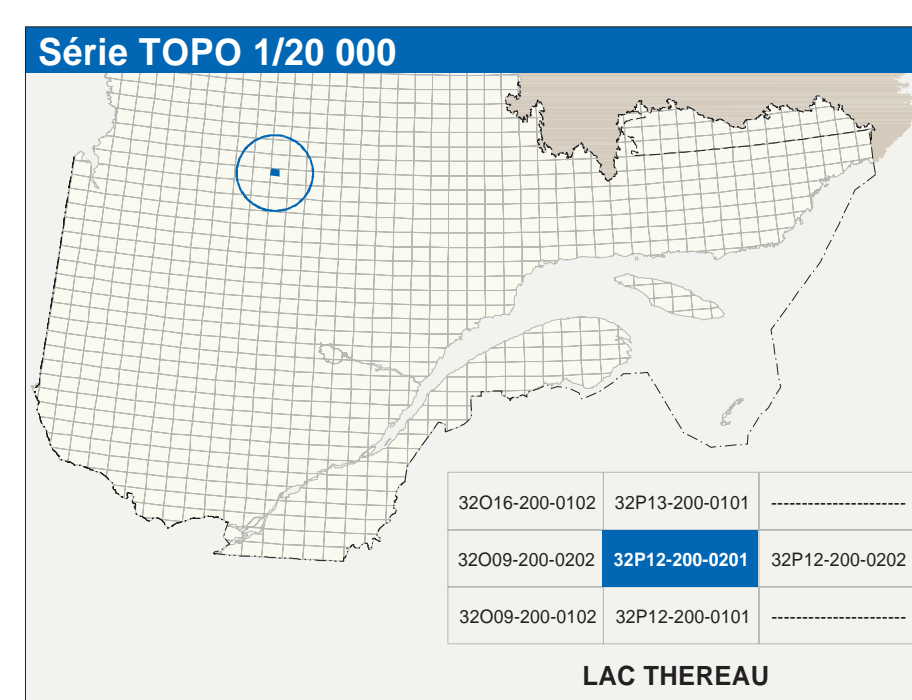 Série TOPO 1/20 000
32O16-200-0102 32P13-200-0101 ---------------------
32O09-200-0202 32P12-200-0201 32P12-200-0202
32O09-200-0102 32P12-200-0101 ---------------------
LAC THEREAU